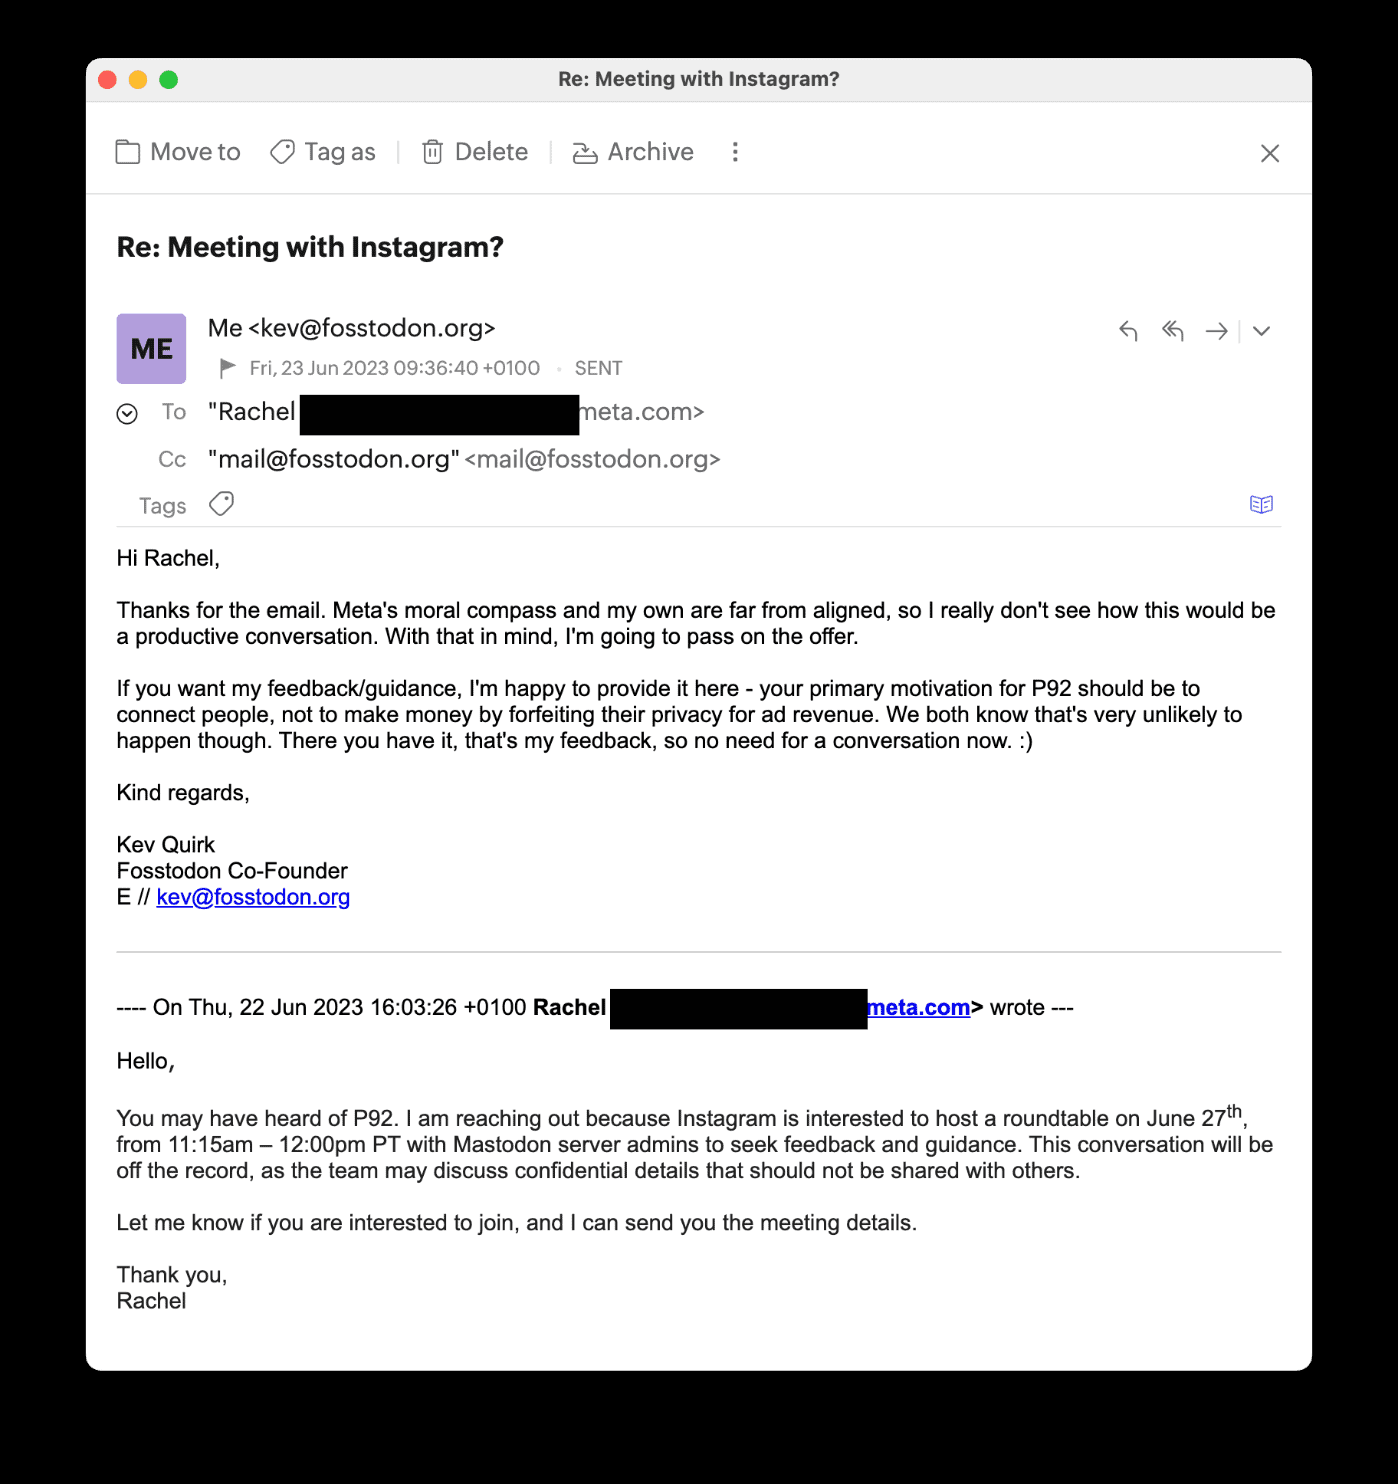 Re: Meeting with Instagram?
Move to Tag as Delete Archive
Re: Meeting with Instagram?
ME
Me <kev@fosstodon.org>
Fri, 23 Jun 2023 09:36:40 +0100 • SENT
To "Rachel meta.com>
Cc "mail@fosstodon.org" <mail@fosstodon.org>
Tags
Hi Rachel,
Thanks for the email. Meta's moral compass and my own are far from aligned, so I really don't see how this would be
a productive conversation. With that in mind, I'm going to pass on the offer.
If you want my feedback/guidance, I'm happy to provide it here - your primary motivation for P92 should be to
connect people, not to make money by forfeiting their privacy for ad revenue. We both know that's very unlikely to
happen though. There you have it, that's my feedback, so no need for a conversation now. :)
Kind regards,
Kev Quirk
Fosstodon Co-Founder
E // kev@fosstodon.org
---- On Thu, 22 Jun 2023 16:03:26 +0100 Rachel meta.com> wrote ---
Hello,
You may have heard of P92. I am reaching out because Instagram is interested to host a roundtable on June 27th,
from 11:15am – 12:00pm PT with Mastodon server admins to seek feedback and guidance. This conversation will be
off the record, as the team may discuss confidential details that should not be shared with others.
Let me know if you are interested to join, and I can send you the meeting details.
Thank you,
Rachel